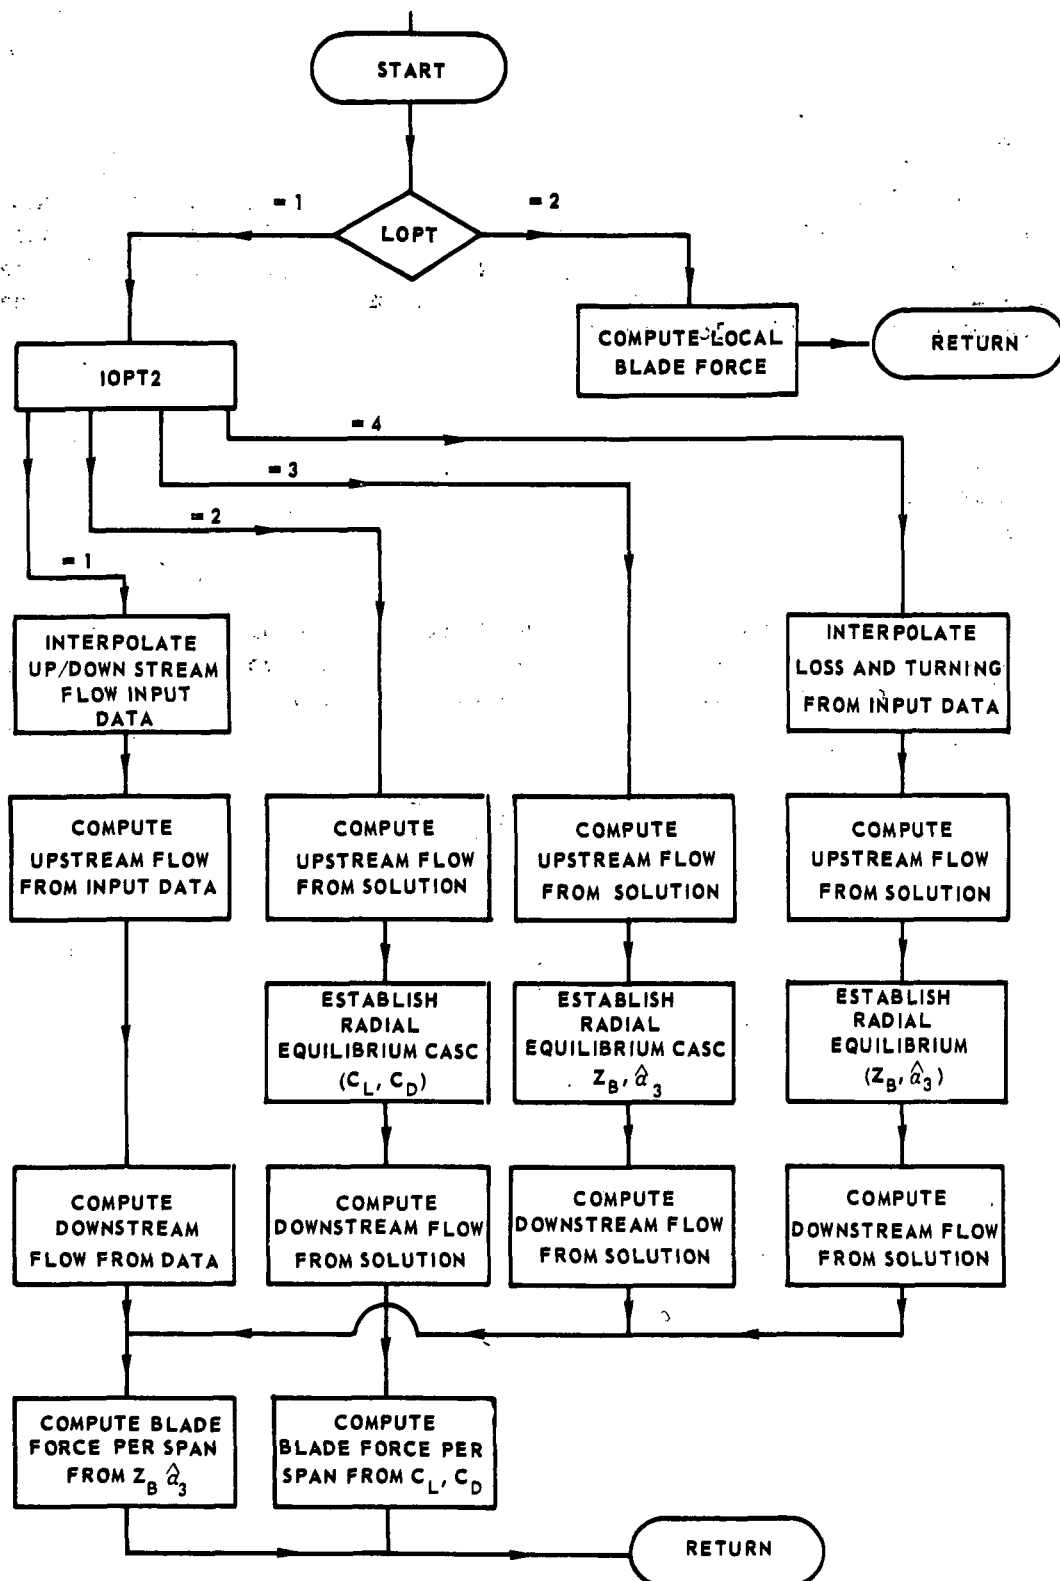 START
= 1
= 2
LOPT
COMPUTE LOCAL
BLADE FORCE
RETURN
IOPT2
= 4
= 3
= 2
= 1
INTERPOLATE
UP/DOWN STREAM
FLOW INPUT
DATA
INTERPOLATE
LOSS AND TURNING
FROM INPUT DATA
COMPUTE
UPSTREAM FLOW
FROM INPUT DATA
COMPUTE
UPSTREAM FLOW
FROM SOLUTION
COMPUTE
UPSTREAM FLOW
FROM SOLUTION
COMPUTE
UPSTREAM FLOW
FROM SOLUTION
ESTABLISH
RADIAL
EQUILIBRIUM CASC
(C_L, C_D)
ESTABLISH
RADIAL
EQUILIBRIUM CASC
Z_B, α̂_3
ESTABLISH
RADIAL
EQUILIBRIUM
(Z_B, α̂_3)
COMPUTE
DOWNSTREAM
FLOW FROM DATA
COMPUTE
DOWNSTREAM FLOW
FROM SOLUTION
COMPUTE
DOWNSTREAM FLOW
FROM SOLUTION
COMPUTE
DOWNSTREAM FLOW
FROM SOLUTION
COMPUTE BLADE
FORCE PER SPAN
FROM Z_B α̂_3
COMPUTE
BLADE FORCE PER
SPAN FROM C_L, C_D
RETURN